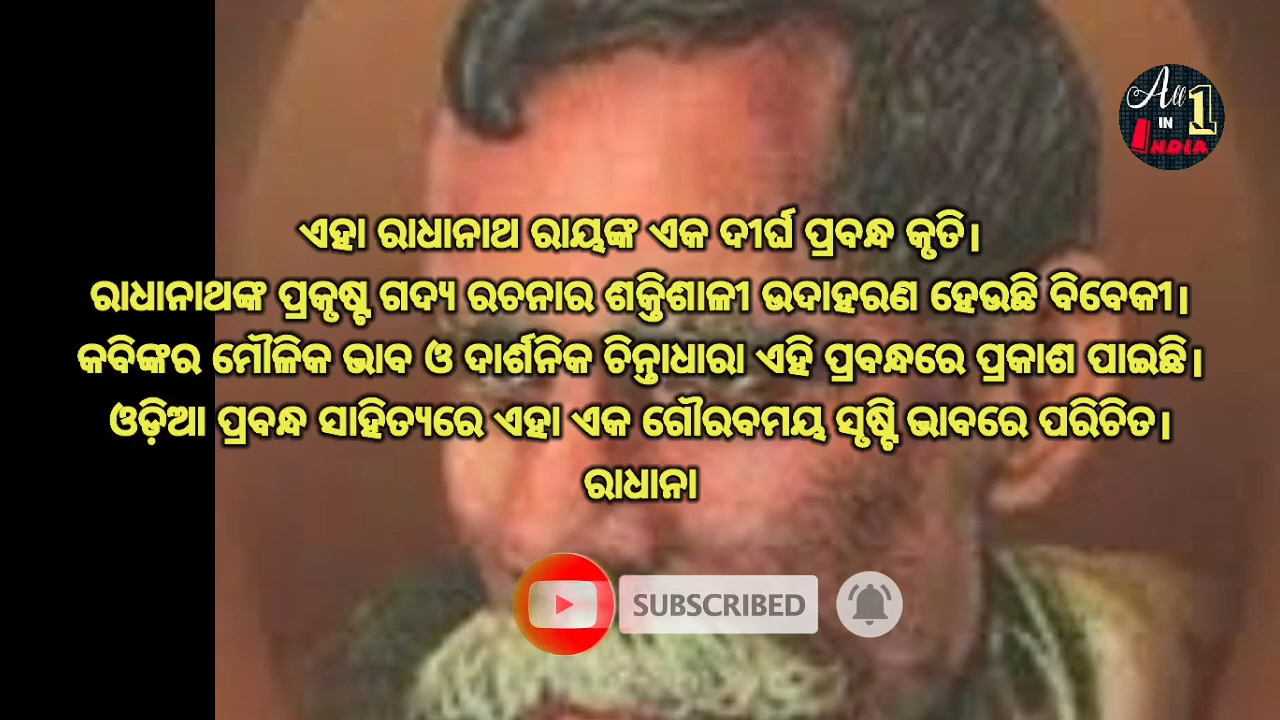 All 1
IN
INDIA
ଏହା ରାଧାନାଥ ରାୟଙ୍କ ଏକ ଦୀର୍ଘ ପ୍ରବନ୍ଧ କୃତି।
ରାଧାନାଥଙ୍କ ପ୍ରକୃଷ୍ଟ ଗଦ୍ୟ ରଚନାର ଶକ୍ତିଶାଳୀ ଉଦାହରଣ ହେଉଛି ବିବେକୀ।
କବିଙ୍କର ମୌଳିକ ଭାବ ଓ ଦାର୍ଶନିକ ଚିନ୍ତାଧାରା ଏହି ପ୍ରବନ୍ଧରେ ପ୍ରକାଶ ପାଇଛି।
ଓଡ଼ିଆ ପ୍ରବନ୍ଧ ସାହିତ୍ୟରେ ଏହା ଏକ ଗୌରବମୟ ସୃଷ୍ଟି ଭାବରେ ପରିଚିତ।
ରାଧାନା
SUBSCRIBED